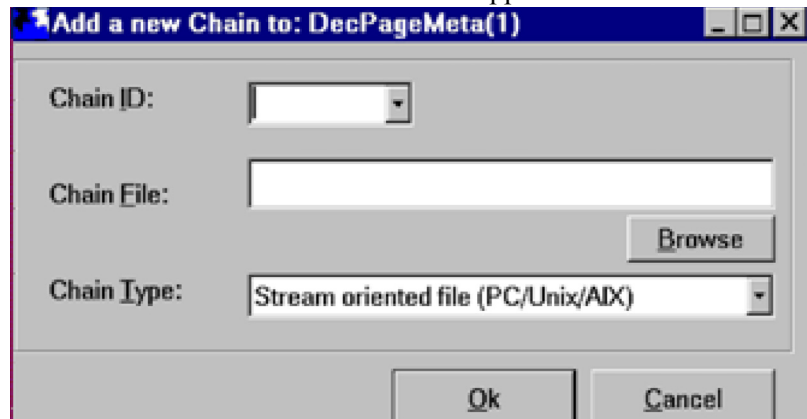 Add a new Chain to: DecPageMeta(1)
Chain ID:
Chain File:
Browse
Chain Type:
Stream oriented file (PC/Unix/AIX)
Ok
Cancel